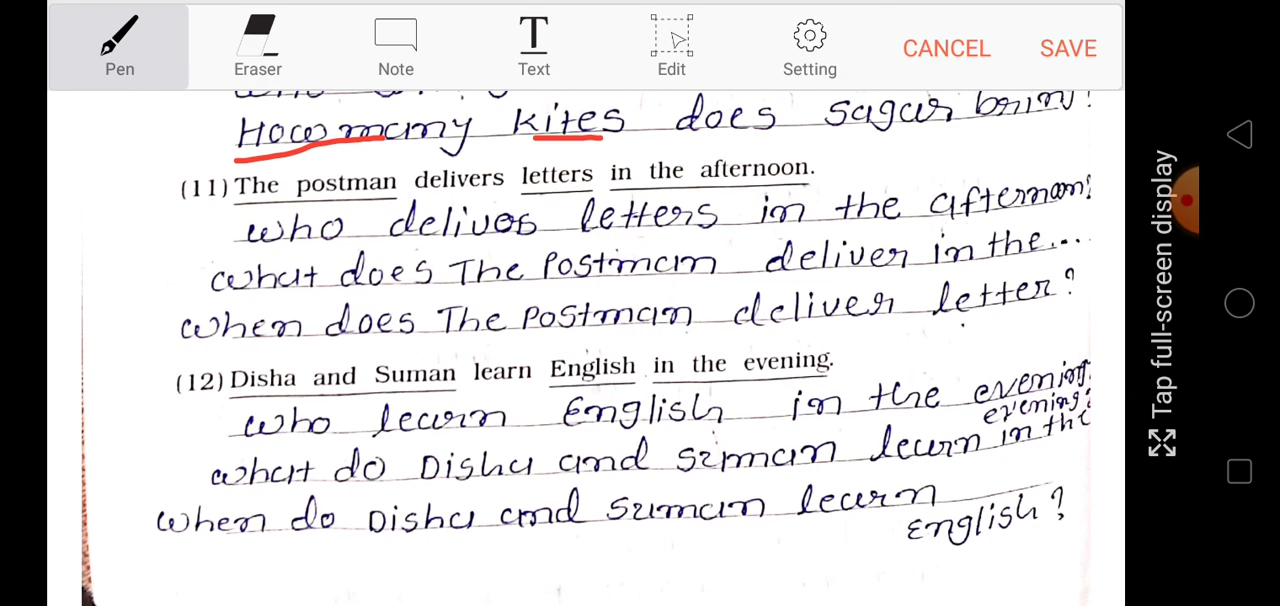 Pen Eraser Note Text Edit Setting CANCEL SAVE
How many kites does sagar
(11) The postman delivers letters in the afternoon.
who delives letters in the afternoon?
what does The Postman deliver in the...
when does The Postman deliver letter?
(12) Disha and Suman learn English in the evening.
who learn English in the evening.
evening?
what do Disha and Suman learn in the
when do Disha and Suman learn
English?
Tap full-screen display